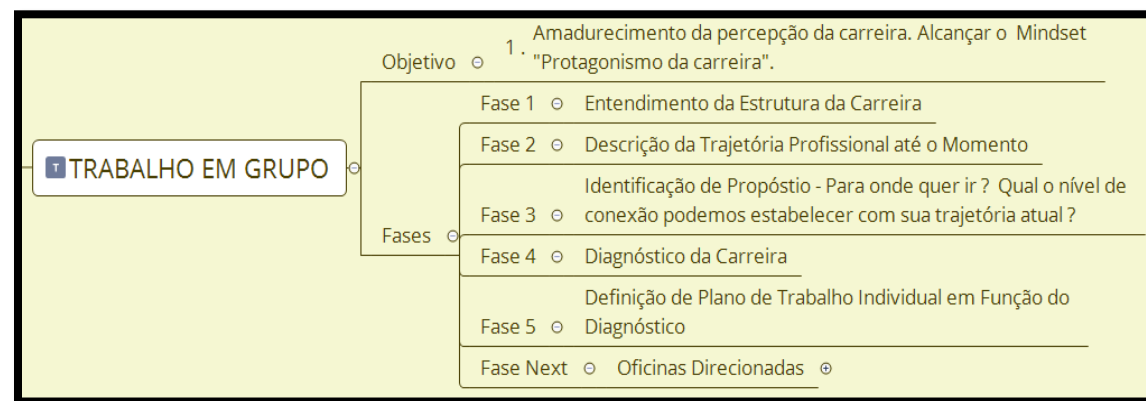 Amadurecimento da percepção da carreira. Alcançar o Mindset
Objetivo 1. "Protagonismo da carreira".
Fase 1 Entendimento da Estrutura da Carreira
Fase 2 Descrição da Trajetória Profissional até o Momento
TRABALHO EM GRUPO
Identificação de Propóstio - Para onde quer ir ? Qual o nível de
Fase 3 conexão podemos estabelecer com sua trajetória atual ?
Fases
Fase 4 Diagnóstico da Carreira
Definição de Plano de Trabalho Individual em Função do
Fase 5 Diagnóstico
Fase Next Oficinas Direcionadas